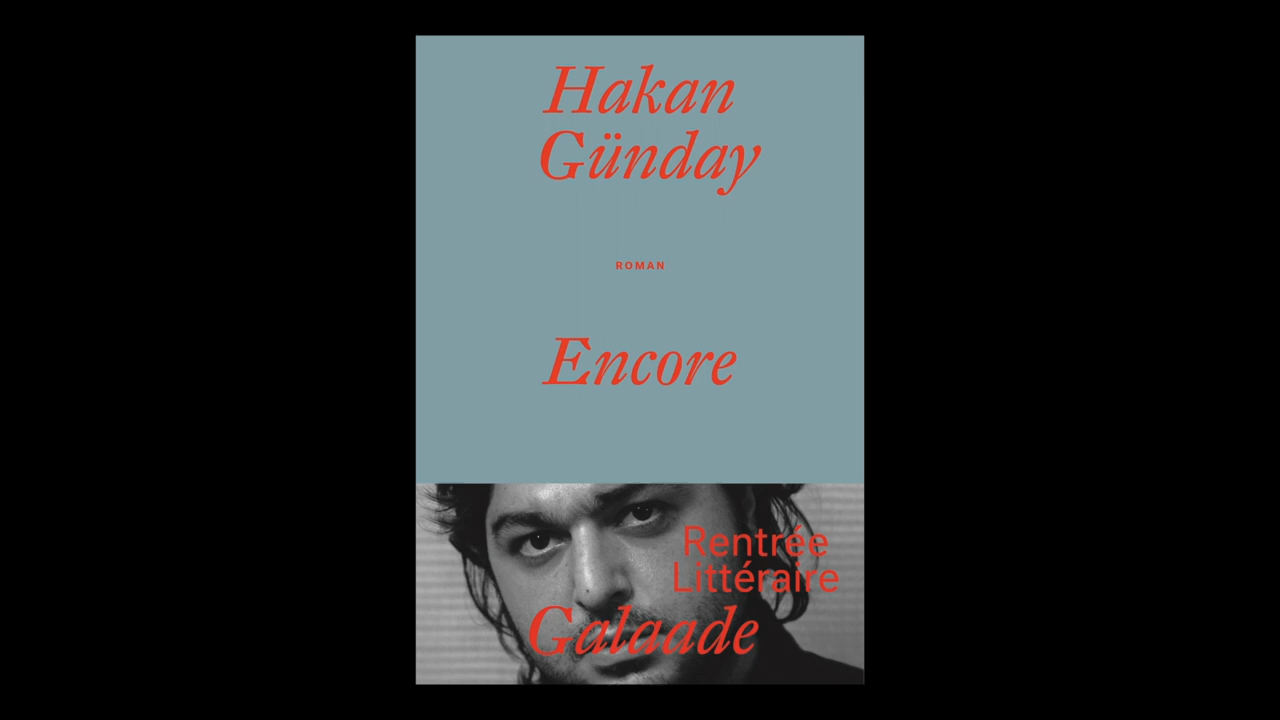 Hakan
Günday
ROMAN
Encore
Rentrée
Littéraire
Galaade